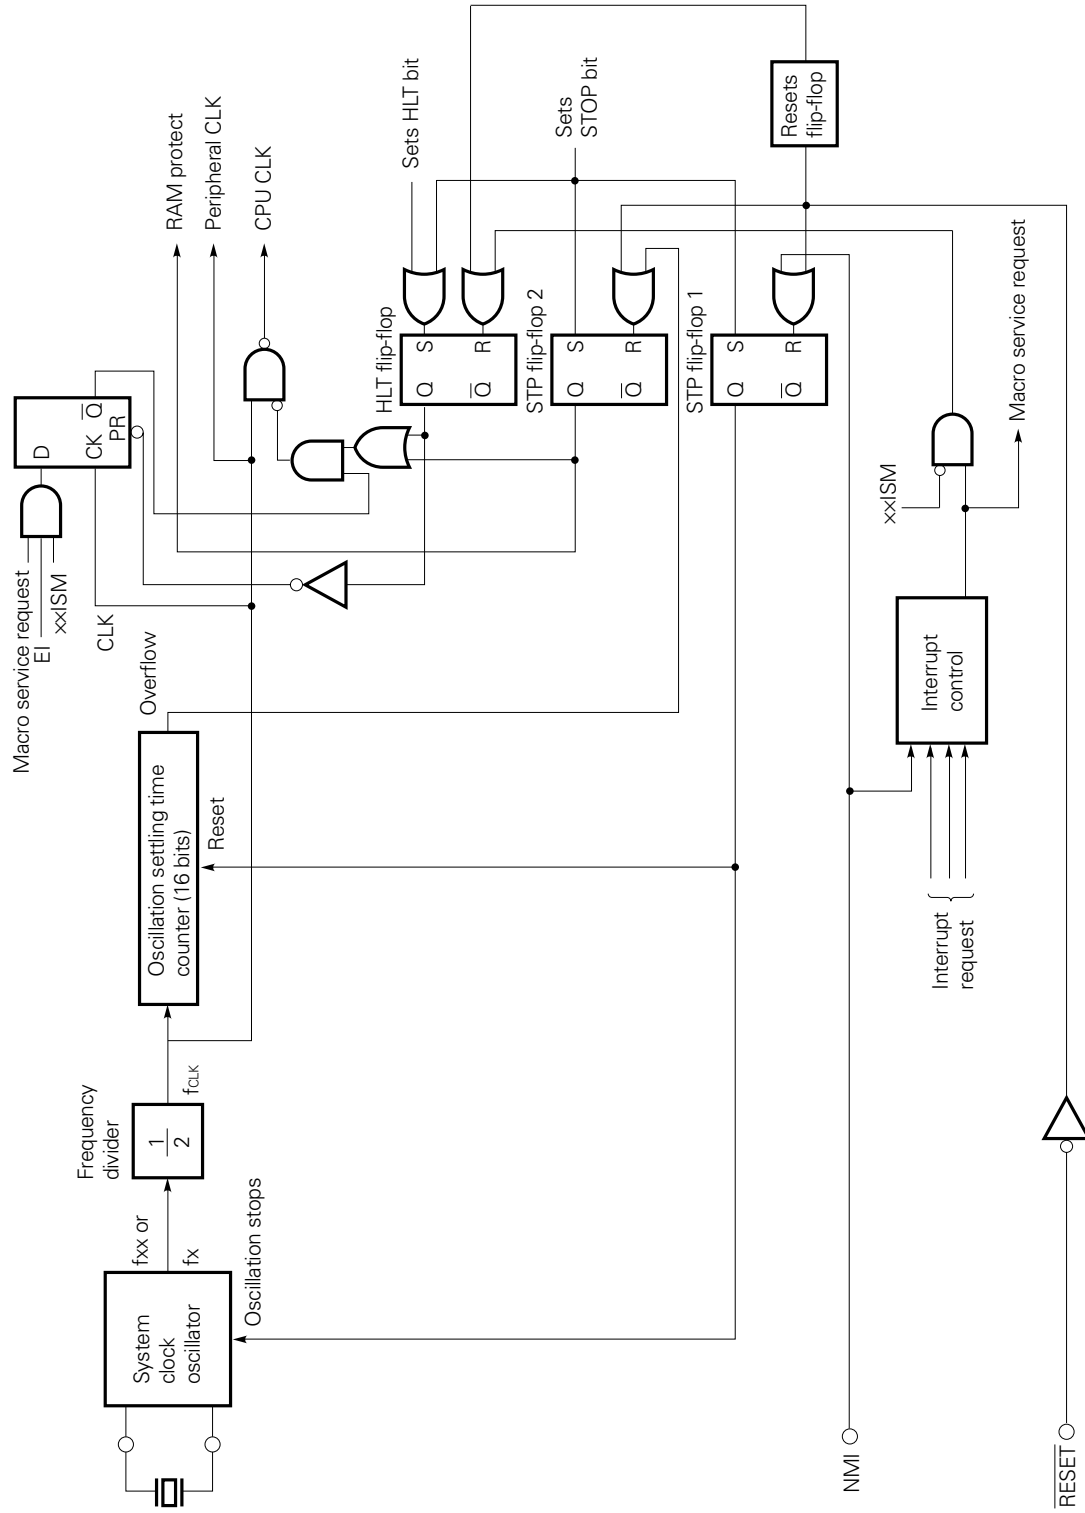 Macro service request
EI
××ISM
D
CK
Q̅
PR
CLK
RAM protect
Peripheral CLK
CPU CLK
Overflow
Oscillation settling time
counter (16 bits)
Reset
Frequency
divider
1
2
fCLK
fxx or
fx
System
clock
oscillator
Oscillation stops
Sets HLT bit
Sets
STOP bit
HLT flip-flop
Q
S
Q̅
R
STP flip-flop 2
Q
S
Q̅
R
STP flip-flop 1
Q
S
Q̅
R
Resets
flip-flop
××ISM
Macro service request
Interrupt
control
Interrupt
request
NMI
R̅E̅S̅E̅T̅